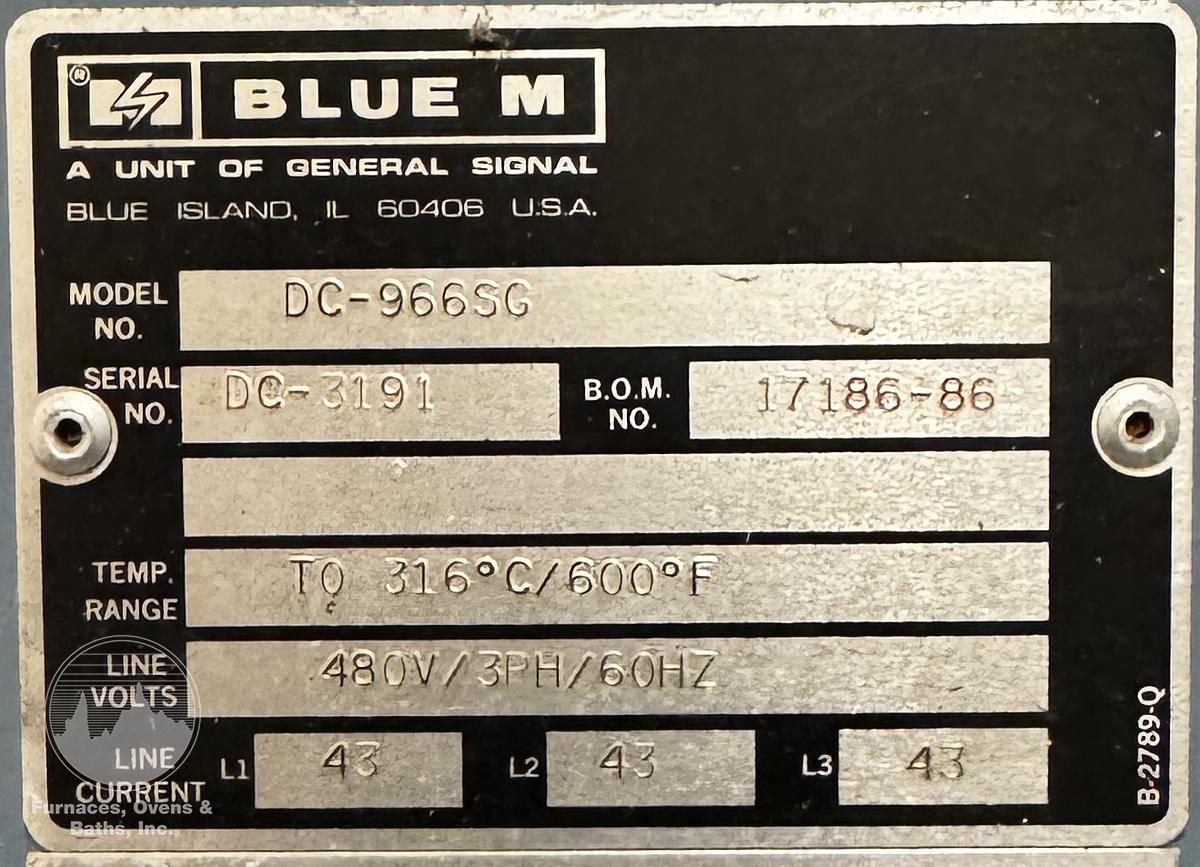 ®
BLUE M
A UNIT OF GENERAL SIGNAL
BLUE ISLAND, IL 60406 U.S.A.
MODEL NO. DC-966SG
SERIAL NO. DC-3191 B.O.M. NO. 17186-86
TEMP. RANGE TO 316°C/600°F
LINE VOLTS 480V/3PH/60HZ
LINE CURRENT L1 43 L2 43 L3 43
B-2789-Q
Furnaces, Ovens &
Baths, Inc.,